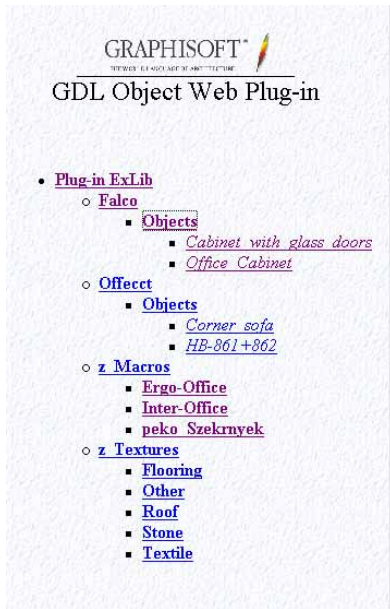 GRAPHISOFT
GDL Object Web Plug-in
Plug-in ExLib
Falco
Objects
Cabinet with glass doors
Office Cabinet
Offecct
Objects
Corner sofa
HB-861+862
z Macros
Ergo-Office
Inter-Office
peko Szekrnyek
z Textures
Flooring
Other
Roof
Stone
Textile